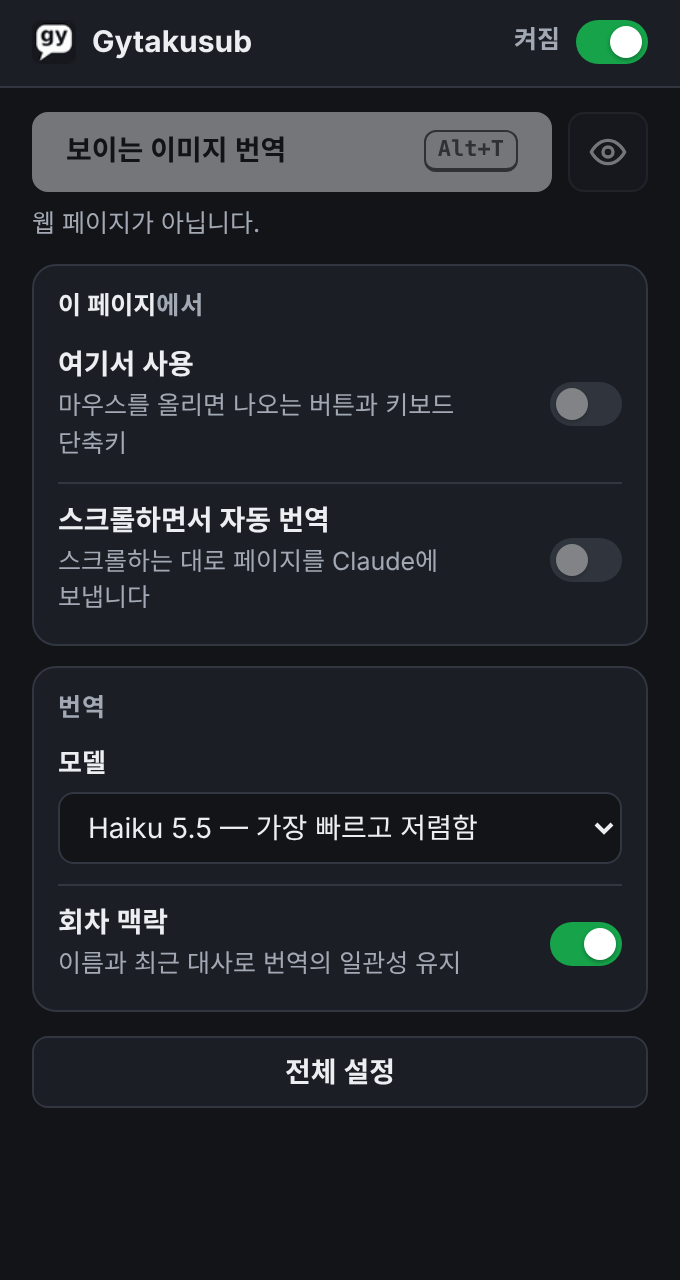 gy
Gytakusub
켜짐
보이는 이미지 번역
Alt+T
웹 페이지가 아닙니다.
이 페이지에서
여기서 사용
마우스를 올리면 나오는 버튼과 키보드
단축키
스크롤하면서 자동 번역
스크롤하는 대로 페이지를 Claude에
보냅니다
번역
모델
Haiku 5.5 — 가장 빠르고 저렴함
회차 맥락
이름과 최근 대사로 번역의 일관성 유지
전체 설정